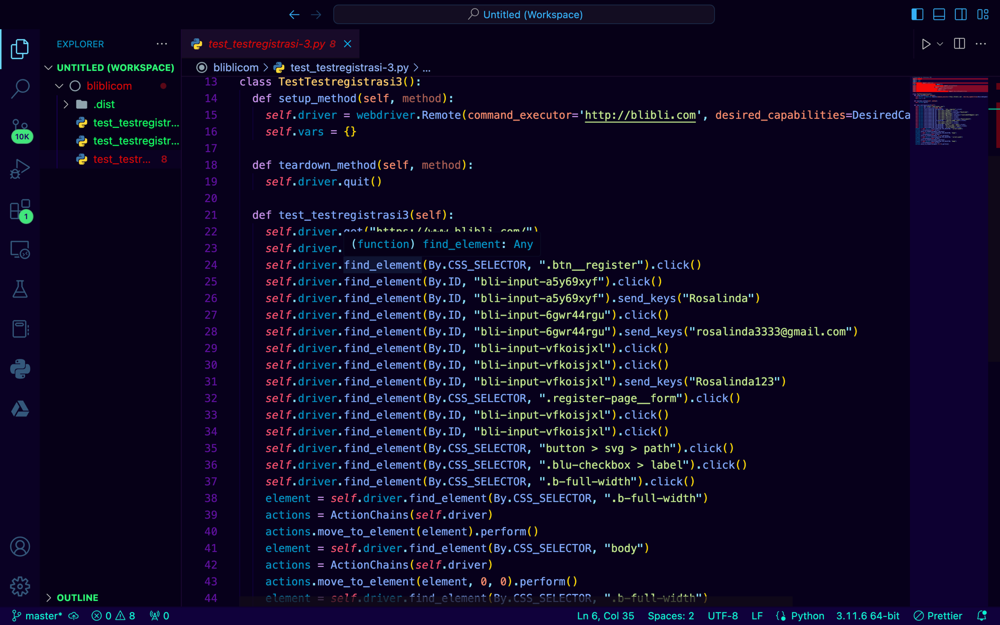 Untitled (Workspace)
EXPLORER
test_testregistrasi-3.py 8
UNTITLED (WORKSPACE)
bliblicom > test_testregistrasi-3.py > ...
bliblicom
.dist
test_testregistr...
test_testregistr...
test_testr... 8
10K
1
13 class TestTestregistrasi3():
14 def setup_method(self, method):
15 self.driver = webdriver.Remote(command_executor='http://blibli.com', desired_capabilities=DesiredCa
16 self.vars = {}
17
18 def teardown_method(self, method):
19 self.driver.quit()
20
21 def test_testregistrasi3(self):
22 self.driver.get("https://www.blibli.com/")
(function) find_element: Any
23 self.driver.
24 self.driver.find_element(By.CSS_SELECTOR, ".btn__register").click()
25 self.driver.find_element(By.ID, "bli-input-a5y69xyf").click()
26 self.driver.find_element(By.ID, "bli-input-a5y69xyf").send_keys("Rosalinda")
27 self.driver.find_element(By.ID, "bli-input-6gwr44rgu").click()
28 self.driver.find_element(By.ID, "bli-input-6gwr44rgu").send_keys("rosalinda3333@gmail.com")
29 self.driver.find_element(By.ID, "bli-input-vfkoisjxl").click()
30 self.driver.find_element(By.ID, "bli-input-vfkoisjxl").click()
31 self.driver.find_element(By.ID, "bli-input-vfkoisjxl").send_keys("Rosalinda123")
32 self.driver.find_element(By.CSS_SELECTOR, ".register-page__form").click()
33 self.driver.find_element(By.ID, "bli-input-vfkoisjxl").click()
34 self.driver.find_element(By.ID, "bli-input-vfkoisjxl").click()
35 self.driver.find_element(By.CSS_SELECTOR, "button > svg > path").click()
36 self.driver.find_element(By.CSS_SELECTOR, ".blu-checkbox > label").click()
37 self.driver.find_element(By.CSS_SELECTOR, ".b-full-width").click()
38 element = self.driver.find_element(By.CSS_SELECTOR, ".b-full-width")
39 actions = ActionChains(self.driver)
40 actions.move_to_element(element).perform()
41 element = self.driver.find_element(By.CSS_SELECTOR, "body")
42 actions = ActionChains(self.driver)
43 actions.move_to_element(element, 0, 0).perform()
44 element = self.driver.find_element(By.CSS_SELECTOR, ".b-full-width")
OUTLINE
master* 0 8 0 Ln 6, Col 35 Spaces: 2 UTF-8 LF Python 3.11.6 64-bit Prettier